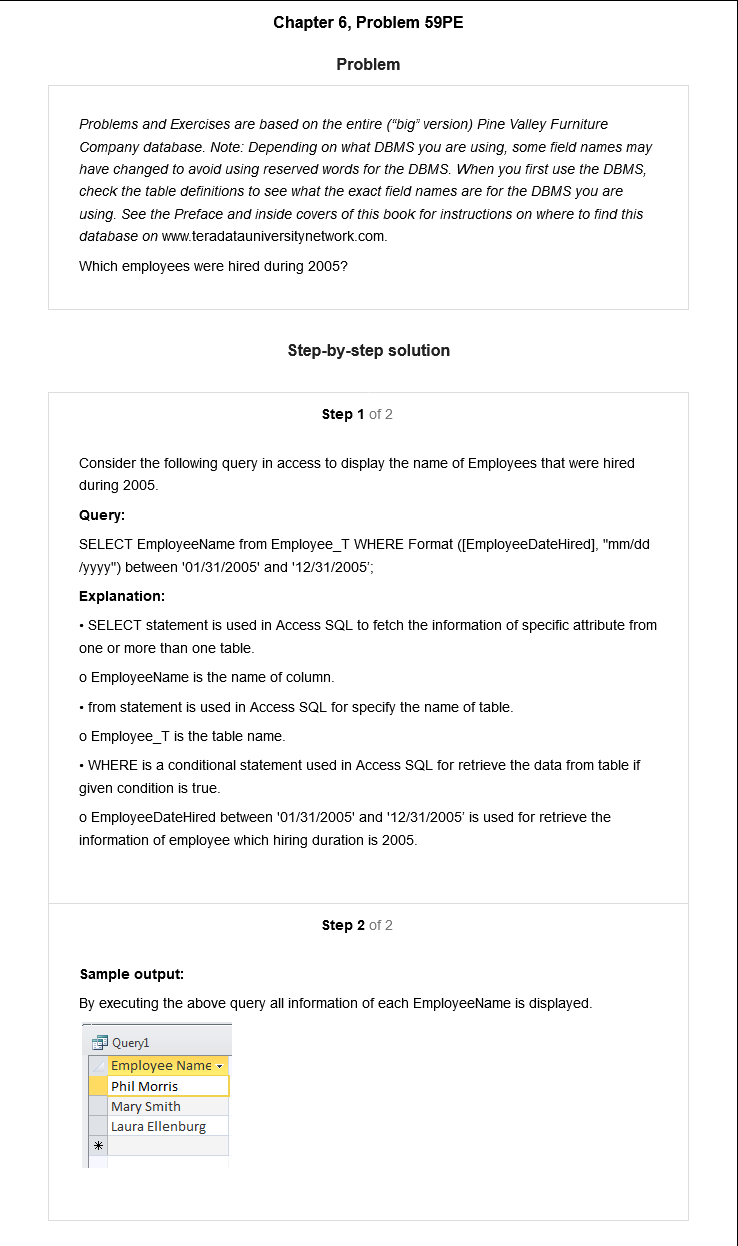 Chapter 6, Problem 59PE
Problem
Problems and Exercises are based on the entire (“big” version) Pine Valley Furniture
Company database. Note: Depending on what DBMS you are using, some field names may
have changed to avoid using reserved words for the DBMS. When you first use the DBMS,
check the table definitions to see what the exact field names are for the DBMS you are
using. See the Preface and inside covers of this book for instructions on where to find this
database on www.teradatauniversitynetwork.com.
Which employees were hired during 2005?
Step-by-step solution
Step 1 of 2
Consider the following query in access to display the name of Employees that were hired
during 2005.
Query:
SELECT EmployeeName from Employee_T WHERE Format ([EmployeeDateHired], "mm/dd
/yyyy") between '01/31/2005' and '12/31/2005’;
Explanation:
• SELECT statement is used in Access SQL to fetch the information of specific attribute from
one or more than one table.
o EmployeeName is the name of column.
• from statement is used in Access SQL for specify the name of table.
o Employee_T is the table name.
• WHERE is a conditional statement used in Access SQL for retrieve the data from table if
given condition is true.
o EmployeeDateHired between '01/31/2005' and '12/31/2005’ is used for retrieve the
information of employee which hiring duration is 2005.
Step 2 of 2
Sample output:
By executing the above query all information of each EmployeeName is displayed.
Query1
Employee Name
Phil Morris
Mary Smith
Laura Ellenburg